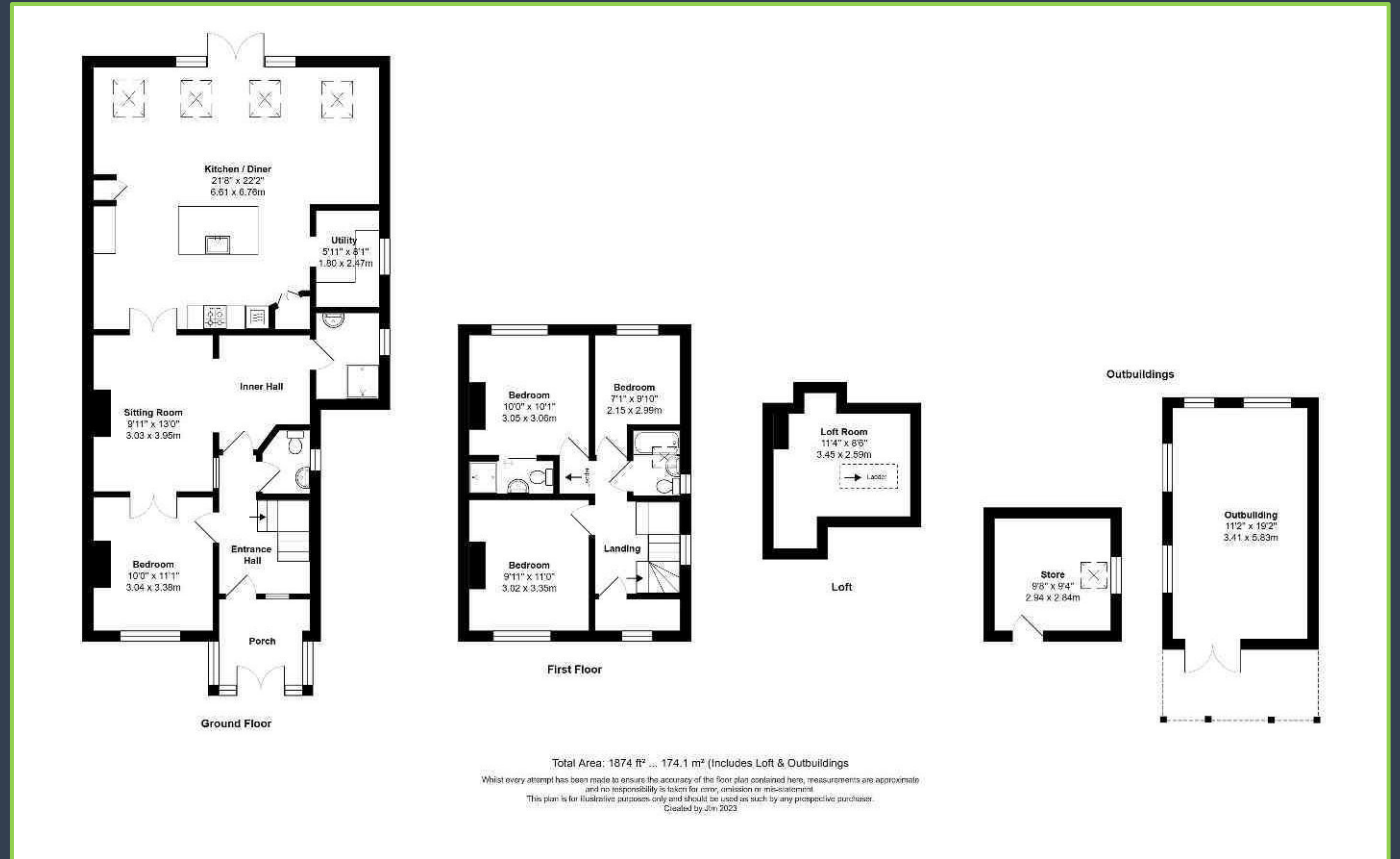 Kitchen / Diner
21'8" x 22'2"
6.61 x 6.76m
Utility
5'11" x 8'1"
1.80 x 2.47m
Inner Hall
Sitting Room
9'11" x 13'0"
3.03 x 3.95m
Bedroom
10'0" x 11'1"
3.04 x 3.38m
Entrance
Hall
Porch
Ground Floor
Bedroom
10'0" x 10'1"
3.05 x 3.06m
Bedroom
7'1" x 9'10"
2.15 x 2.99m
Bedroom
9'11" x 11'0"
3.02 x 3.35m
Landing
First Floor
Loft Room
11'4" x 8'6"
3.45 x 2.59m
Ladder
Loft
Outbuildings
Store
9'8" x 9'4"
2.94 x 2.84m
Outbuilding
11'2" x 19'2"
3.41 x 5.83m
Total Area: 1874 ft² ... 174.1 m² (Includes Loft & Outbuildings
Whilst every attempt has been made to ensure the accuracy of the floor plan contained here, measurements are approximate
and no responsibility is taken for error, omission or mis-statement.
This plan is for illustrative purposes only and should be used as such by any prospective purchaser.
Created by Jim 2023